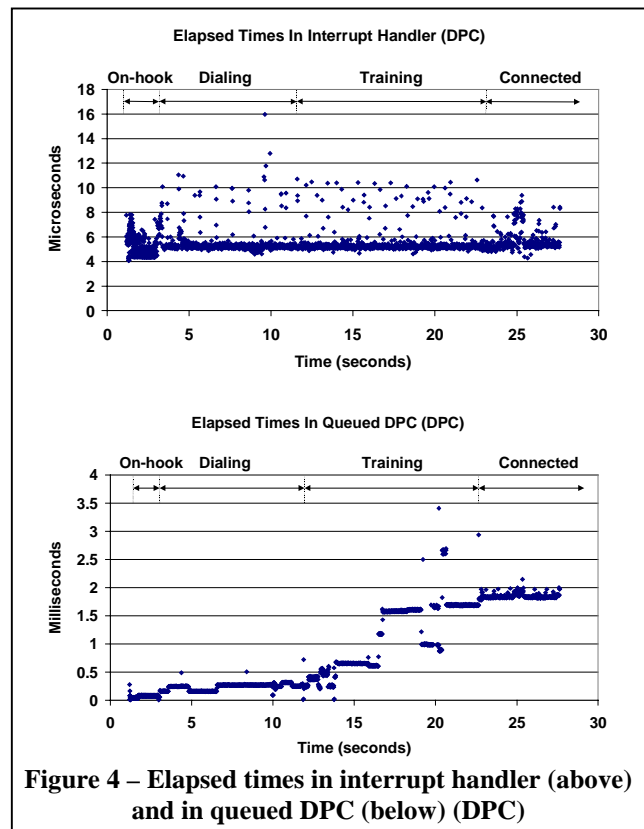 Elapsed Times In Interrupt Handler (DPC)
On-hook Dialing Training Connected
18
16
14
12
10
8
6
4
2
0
Microseconds
0 5 10 15 20 25 30
Time (seconds)
Elapsed Times In Queued DPC (DPC)
On-hook Dialing Training Connected
4
3.5
3
2.5
2
1.5
1
0.5
0
Milliseconds
0 5 10 15 20 25 30
Time (seconds)
Figure 4 – Elapsed times in interrupt handler (above)
and in queued DPC (below) (DPC)